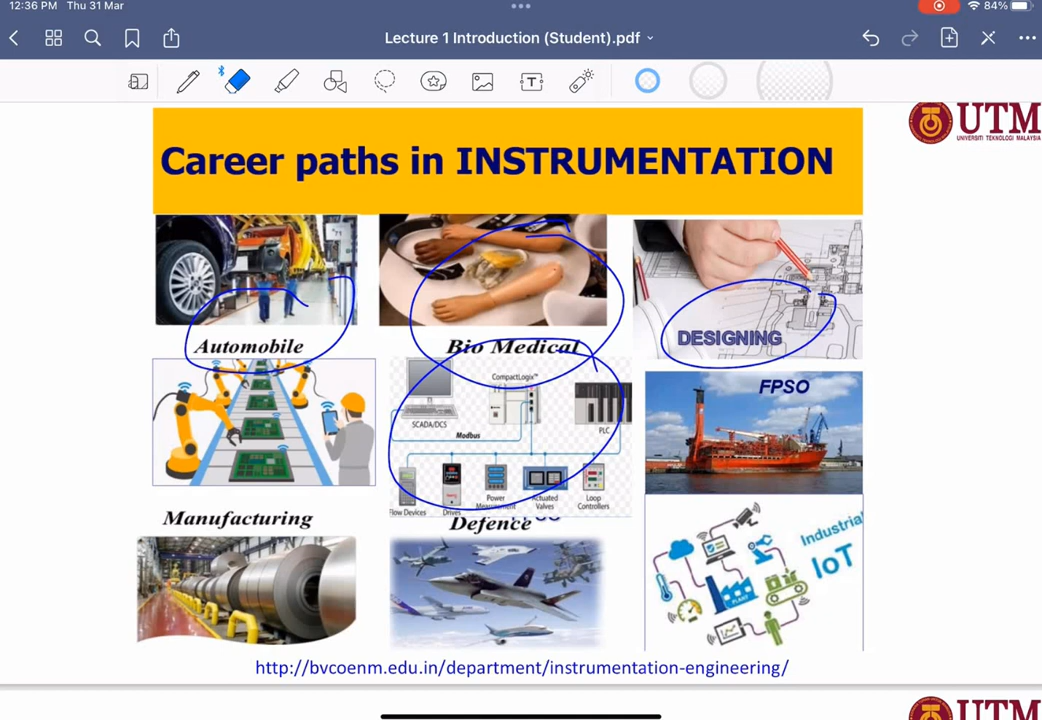 12:36 PM Thu 31 Mar
84%
Lecture 1 Introduction (Student).pdf
UTM
UNIVERSITI TEKNOLOGI MALAYSIA
Career paths in INSTRUMENTATION
Automobile
Bio Medical
DESIGNING
CompactLogix™
SCADA/DCS
PLC
Modbus
Flow Devices
Drives
Power
Actuated
Valves
Loop
Controllers
FPSO
Manufacturing
Defence
Industrial
IoT
PLANT
http://bvcoenm.edu.in/department/instrumentation-engineering/
UTM